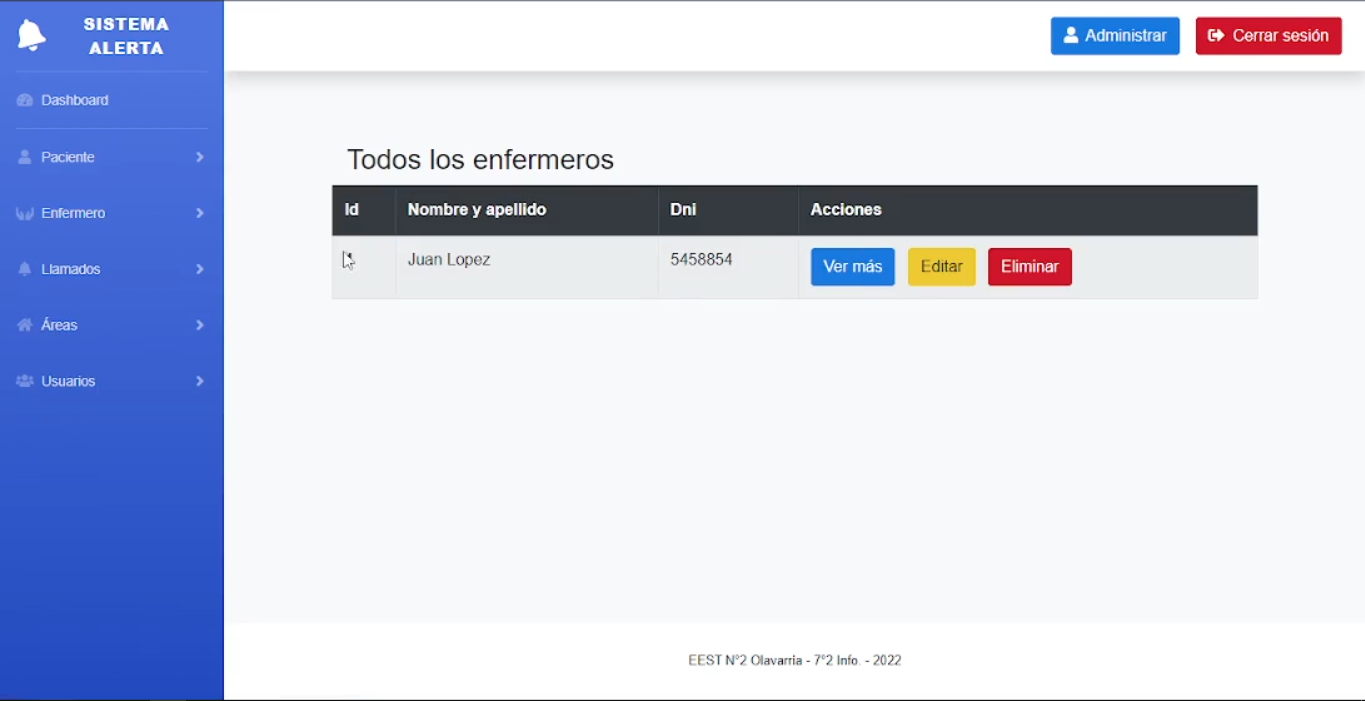 SISTEMA
ALERTA
Administrar
Cerrar sesión
Dashboard
Paciente
Enfermero
Llamados
Áreas
Usuarios
Todos los enfermeros
Id Nombre y apellido Dni Acciones
Juan Lopez 5458854 Ver más Editar Eliminar
EEST N°2 Olavarria - 7°2 Info. - 2022